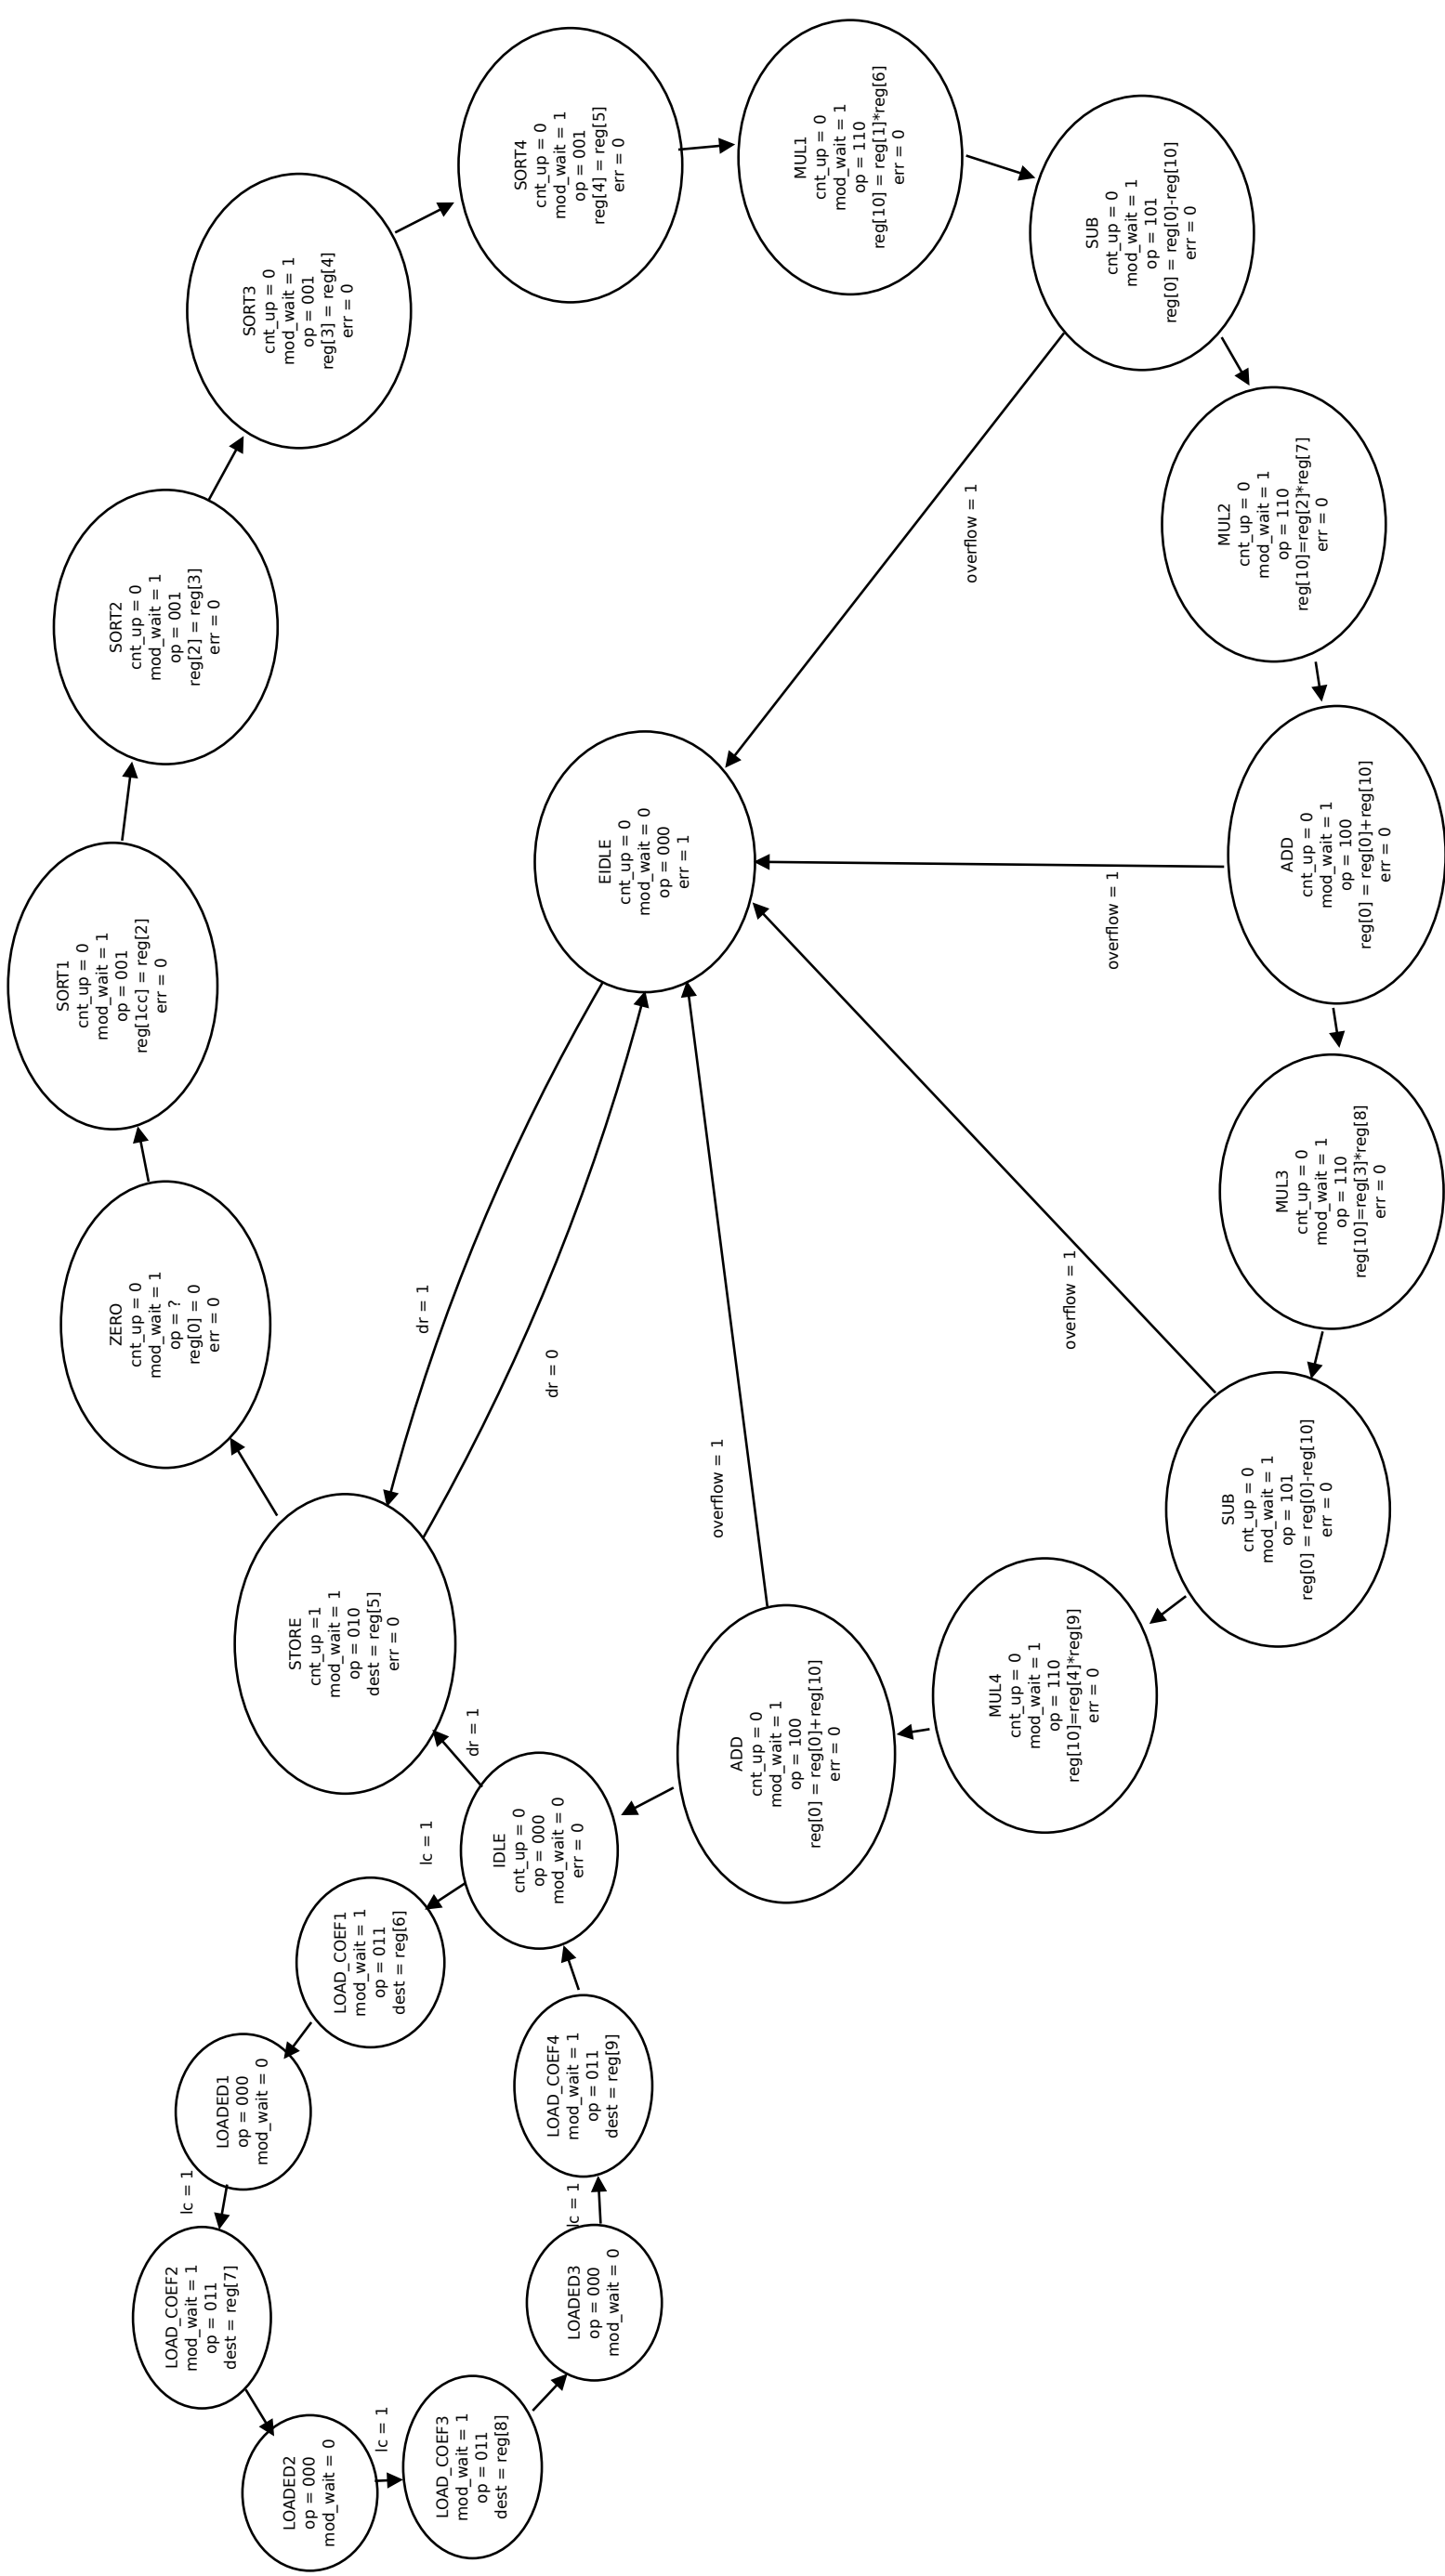 LOADED2
op = 000
mod_wait = 0
LOAD_COEF2
mod_wait = 1
op = 011
dest = reg[7]
lc = 1
LOADED1
op = 000
mod_wait = 0
lc = 1
LOAD_COEF3
mod_wait = 1
op = 011
dest = reg[8]
LOADED3
op = 000
mod_wait = 0
lc = 1
LOAD_COEF4
mod_wait = 1
op = 011
dest = reg[9]
LOAD_COEF1
mod_wait = 1
op = 011
dest = reg[6]
lc = 1
IDLE
cnt_up = 0
op = 000
mod_wait = 0
err = 0
dr = 1
STORE
cnt_up =1
mod_wait = 1
op = 010
dest = reg[5]
err = 0
ZERO
cnt_up = 0
mod_wait = 1
op = ?
reg[0] = 0
err = 0
SORT1
cnt_up = 0
mod_wait = 1
op = 001
reg[1cc] = reg[2]
err = 0
SORT2
cnt_up = 0
mod_wait = 1
op = 001
reg[2] = reg[3]
err = 0
SORT3
cnt_up = 0
mod_wait = 1
op = 001
reg[3] = reg[4]
err = 0
SORT4
cnt_up = 0
mod_wait = 1
op = 001
reg[4] = reg[5]
err = 0
MUL1
cnt_up = 0
mod_wait = 1
op = 110
reg[10] = reg[1]*reg[6]
err = 0
SUB
cnt_up = 0
mod_wait = 1
op = 101
reg[0] = reg[0]-reg[10]
err = 0
overflow = 1
MUL2
cnt_up = 0
mod_wait = 1
op = 110
reg[10]=reg[2]*reg[7]
err = 0
ADD
cnt_up = 0
mod_wait = 1
op = 100
reg[0] = reg[0]+reg[10]
err = 0
overflow = 1
MUL3
cnt_up = 0
mod_wait = 1
op = 110
reg[10]=reg[3]*reg[8]
err = 0
SUB
cnt_up = 0
mod_wait = 1
op = 101
reg[0] = reg[0]-reg[10]
err = 0
overflow = 1
MUL4
cnt_up = 0
mod_wait = 1
op = 110
reg[10]=reg[4]*reg[9]
err = 0
ADD
cnt_up = 0
mod_wait = 1
op = 100
reg[0] = reg[0]+reg[10]
err = 0
overflow = 1
EIDLE
cnt_up = 0
mod_wait = 0
op = 000
err = 1
dr = 1
dr = 0